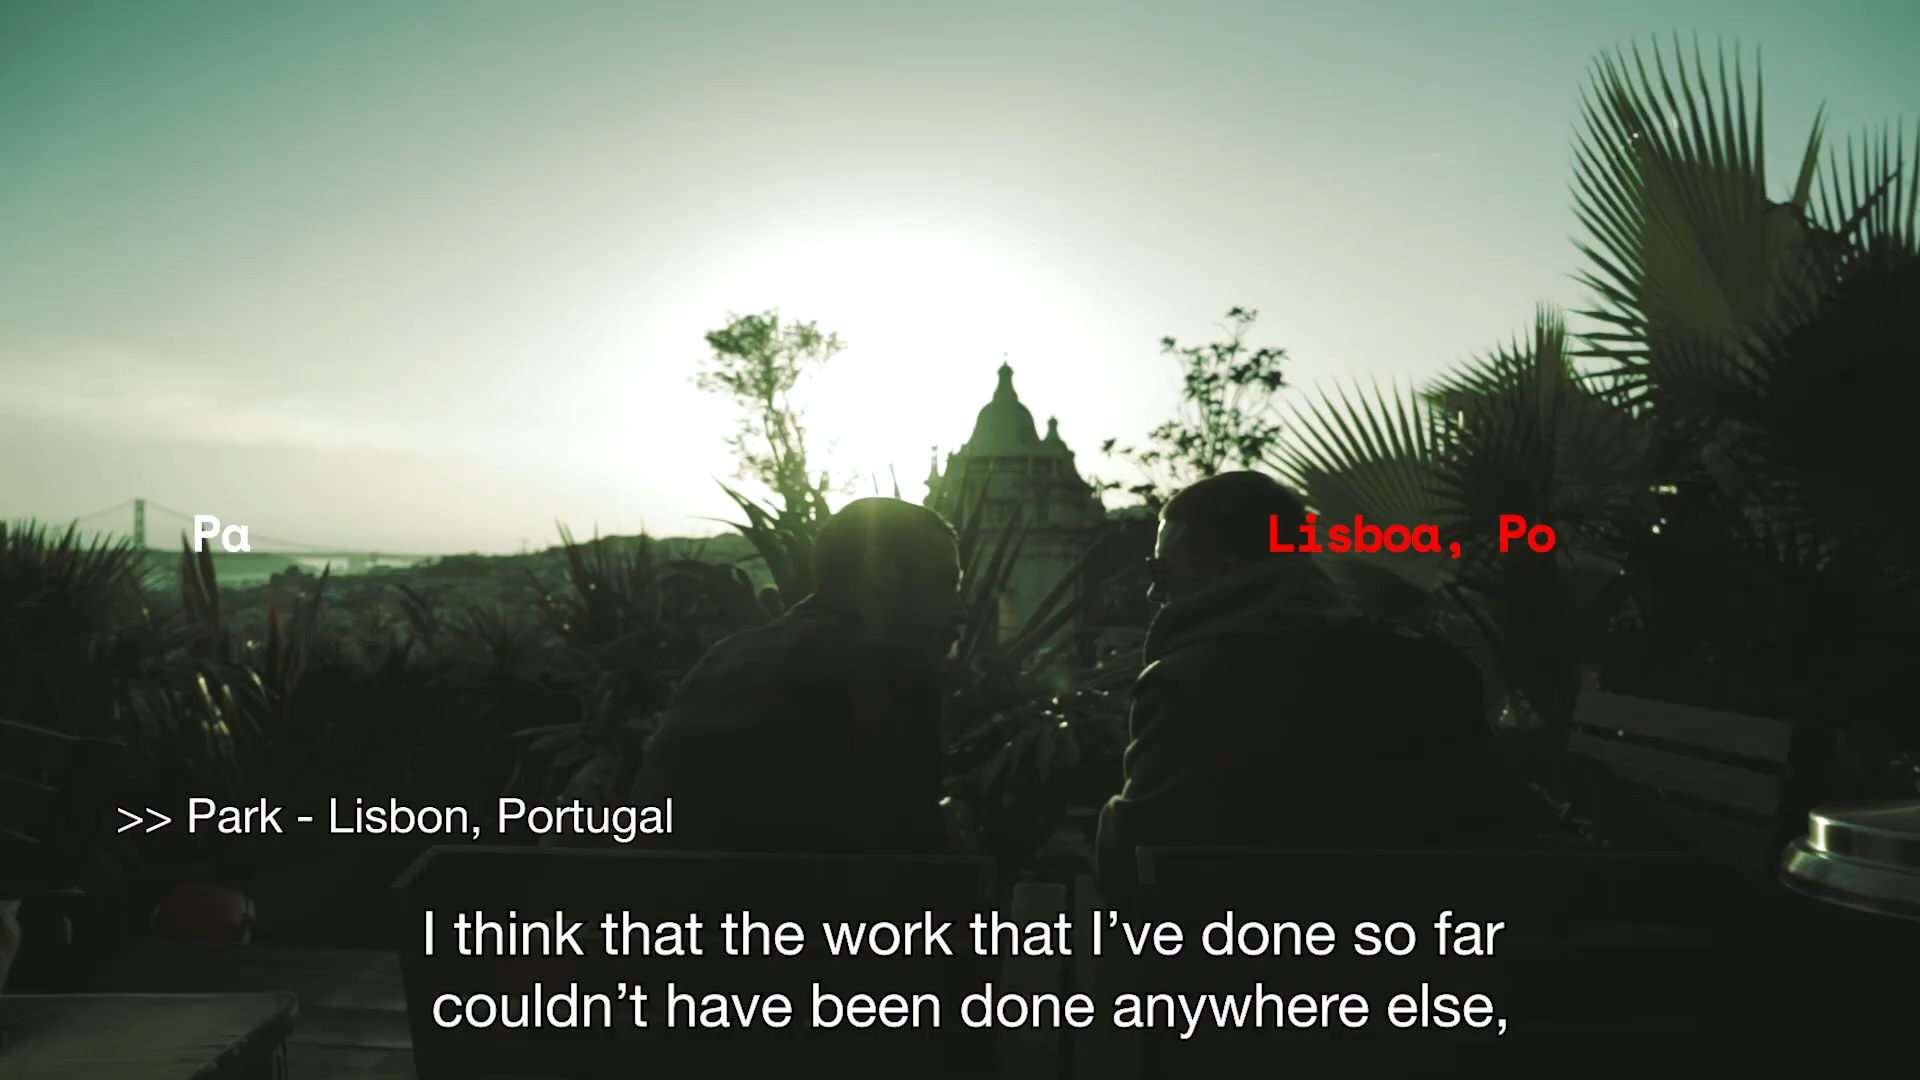 Pa
Lisboa, Po
>> Park - Lisbon, Portugal
I think that the work that I’ve done so far
couldn’t have been done anywhere else,